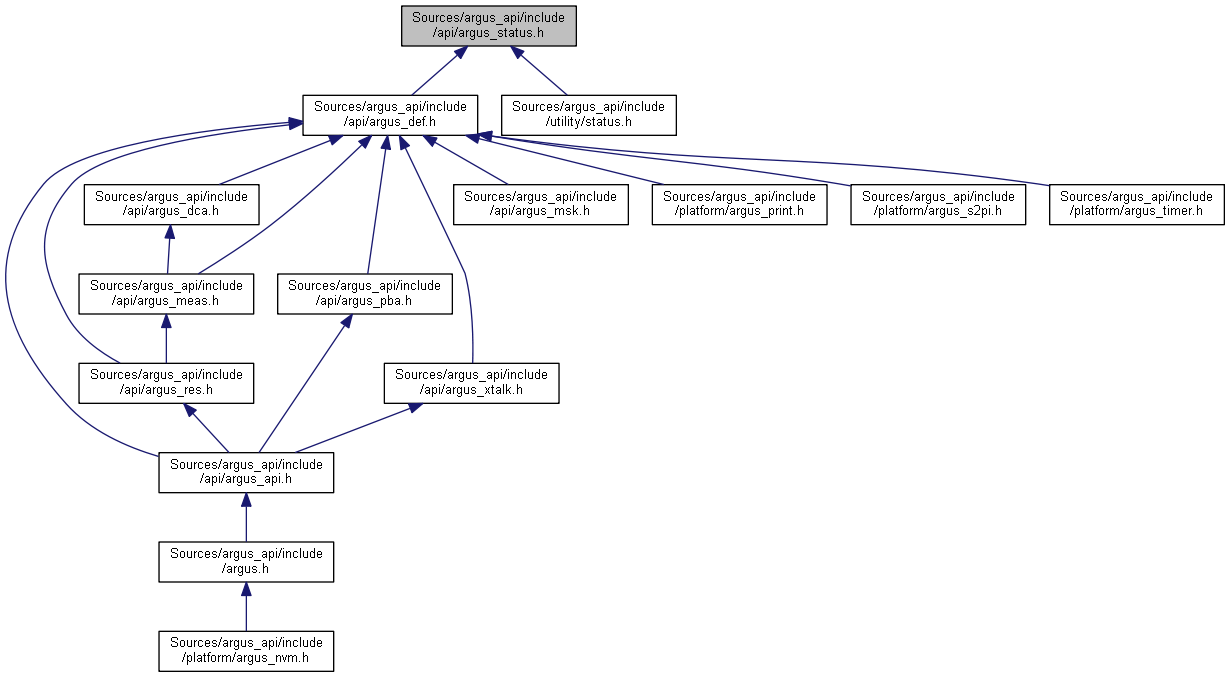 Sources/argus_api/include
/api/argus_status.h
Sources/argus_api/include
/api/argus_def.h
Sources/argus_api/include
/utility/status.h
Sources/argus_api/include
/api/argus_dca.h
Sources/argus_api/include
/api/argus_msk.h
Sources/argus_api/include
/platform/argus_print.h
Sources/argus_api/include
/platform/argus_s2pi.h
Sources/argus_api/include
/platform/argus_timer.h
Sources/argus_api/include
/api/argus_meas.h
Sources/argus_api/include
/api/argus_pba.h
Sources/argus_api/include
/api/argus_res.h
Sources/argus_api/include
/api/argus_xtalk.h
Sources/argus_api/include
/api/argus_api.h
Sources/argus_api/include
/argus.h
Sources/argus_api/include
/platform/argus_nvm.h